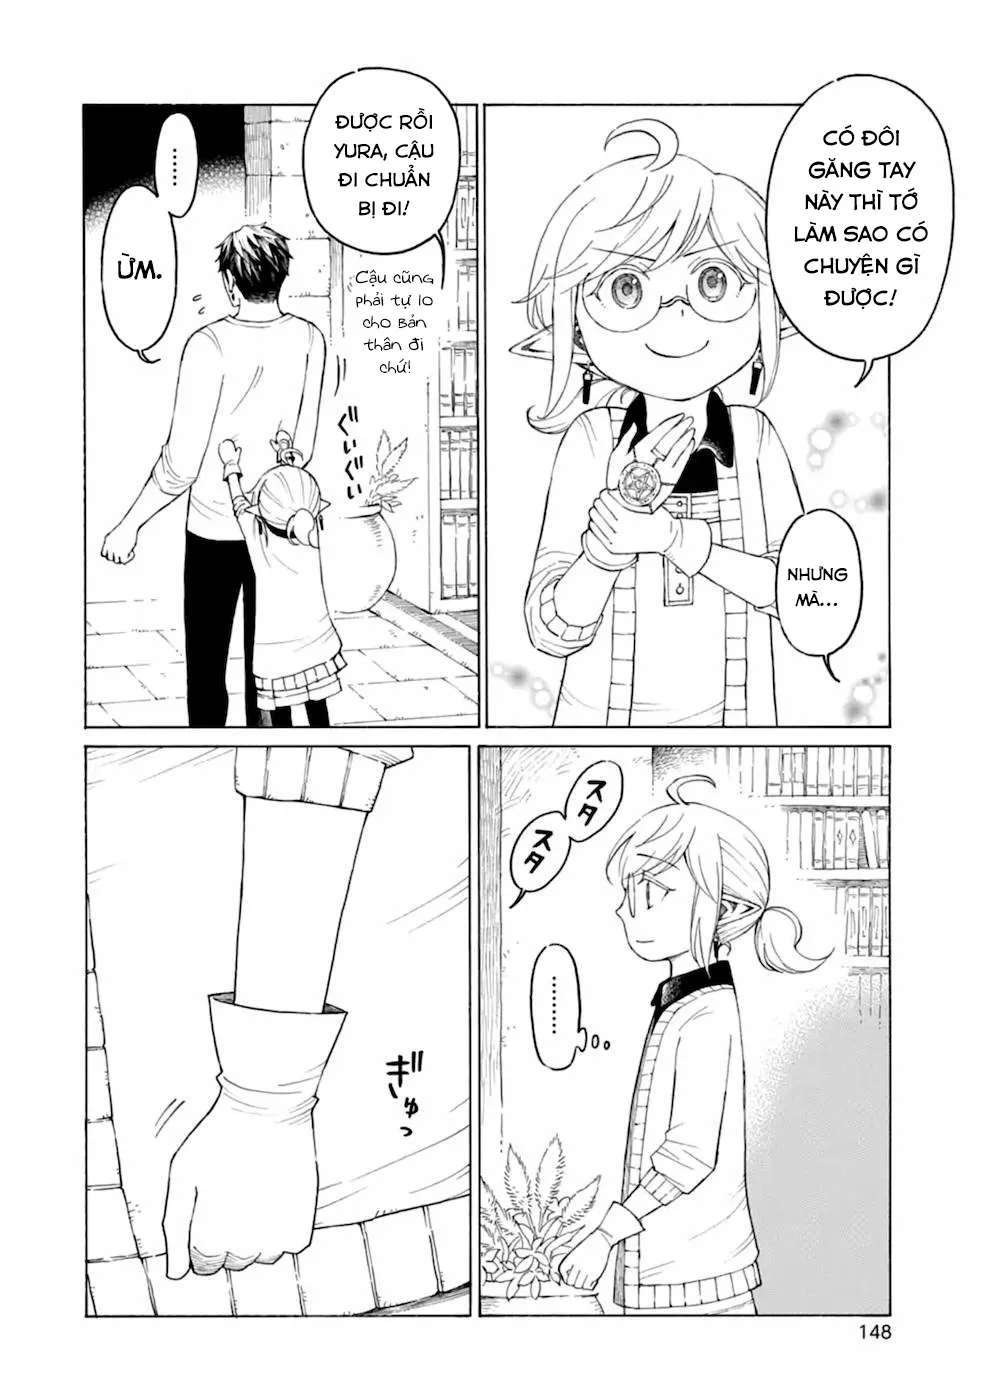 CÓ ĐÔI
GĂNG TAY
NÀY THÌ TỚ
LÀM SAO CÓ
CHUYỆN GÌ
ĐƯỢC!
NHƯNG
MÀ...
ĐƯỢC RỒI
YURA, CẬU
ĐI CHUẨN
BỊ ĐI!
Cậu cũng
phải tự lo
cho bản
thân đi
chứ!
ぐいぐい
......
ỪM.
スタ
スタ
.........
ぎゅっ
148